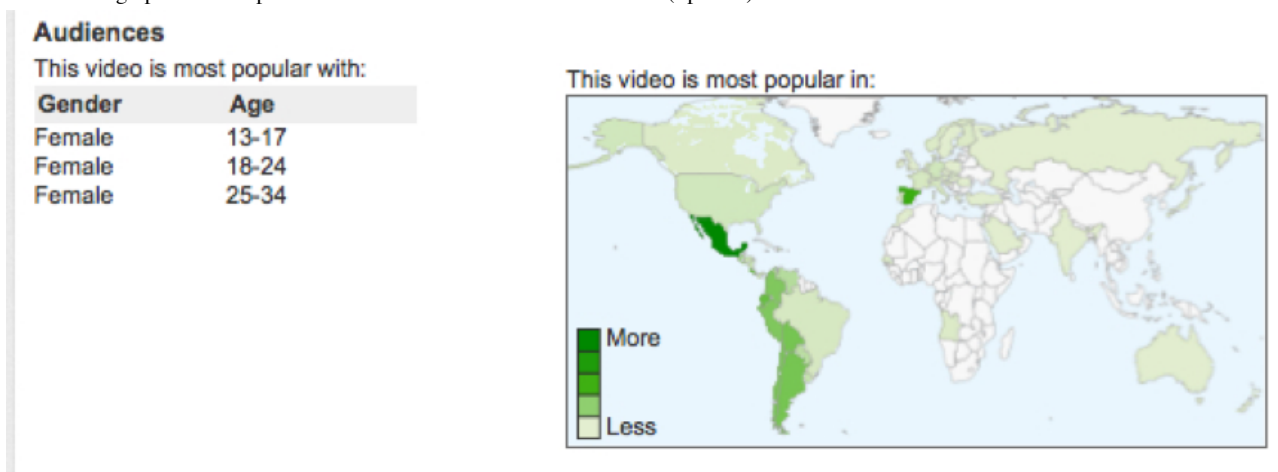 Audiences
This video is most popular with:
Gender Age
Female 13-17
Female 18-24
Female 25-34
This video is most popular in:
More
Less